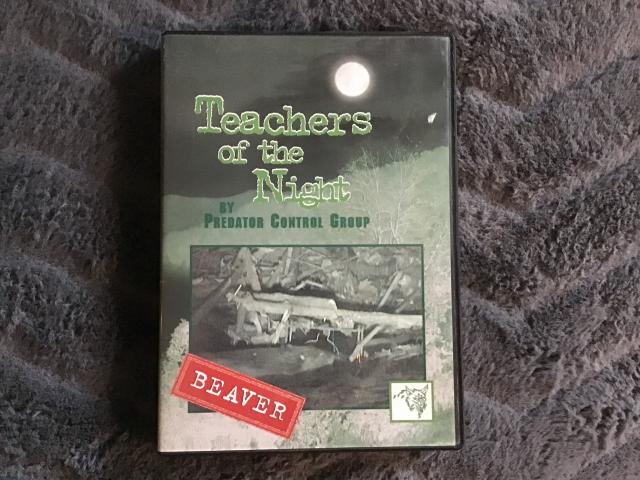 Teachers
of the
Night
BY
PREDATOR CONTROL GROUP
BEAVER